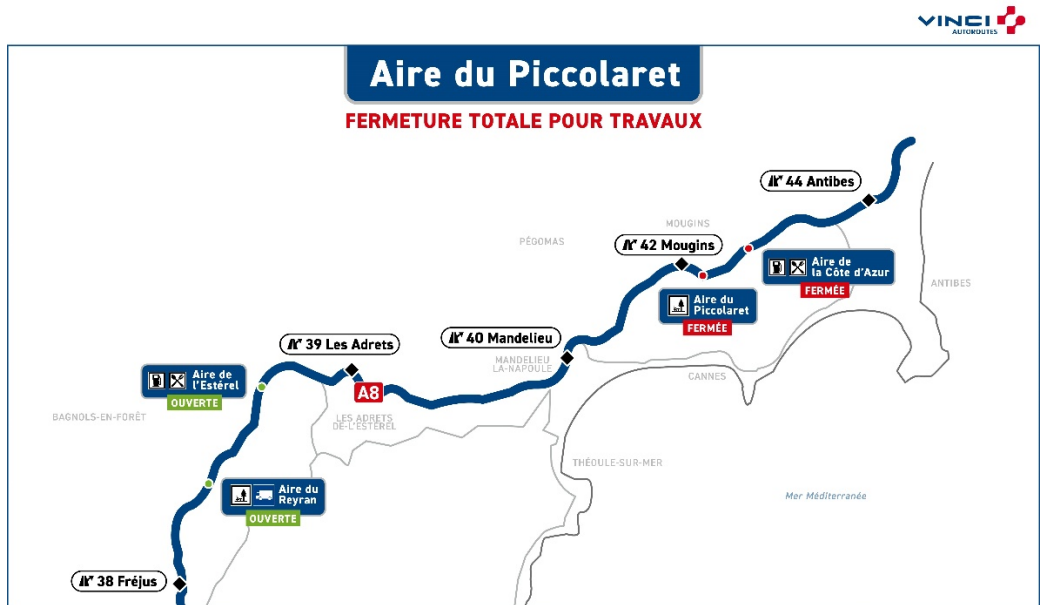 VINCI
AUTOROUTES
Aire du Piccolaret
FERMETURE TOTALE POUR TRAVAUX
44 Antibes
MOUGINS
42 Mougins
PÉGOMAS
Aire de
la Côte d'Azur
FERMÉE
ANTIBES
Aire du
Piccolaret
FERMÉE
40 Mandelieu
39 Les Adrets
MANDELIEU
LA-NAPOULE
CANNES
Aire de
l'Estérel
OUVERTE
A8
BAGNOLS-EN-FORÊT
LES ADRETS
DE-L'ESTÉREL
THÉOULE-SUR-MER
Aire du
Reyran
OUVERTE
Mer Méditerranée
38 Fréjus